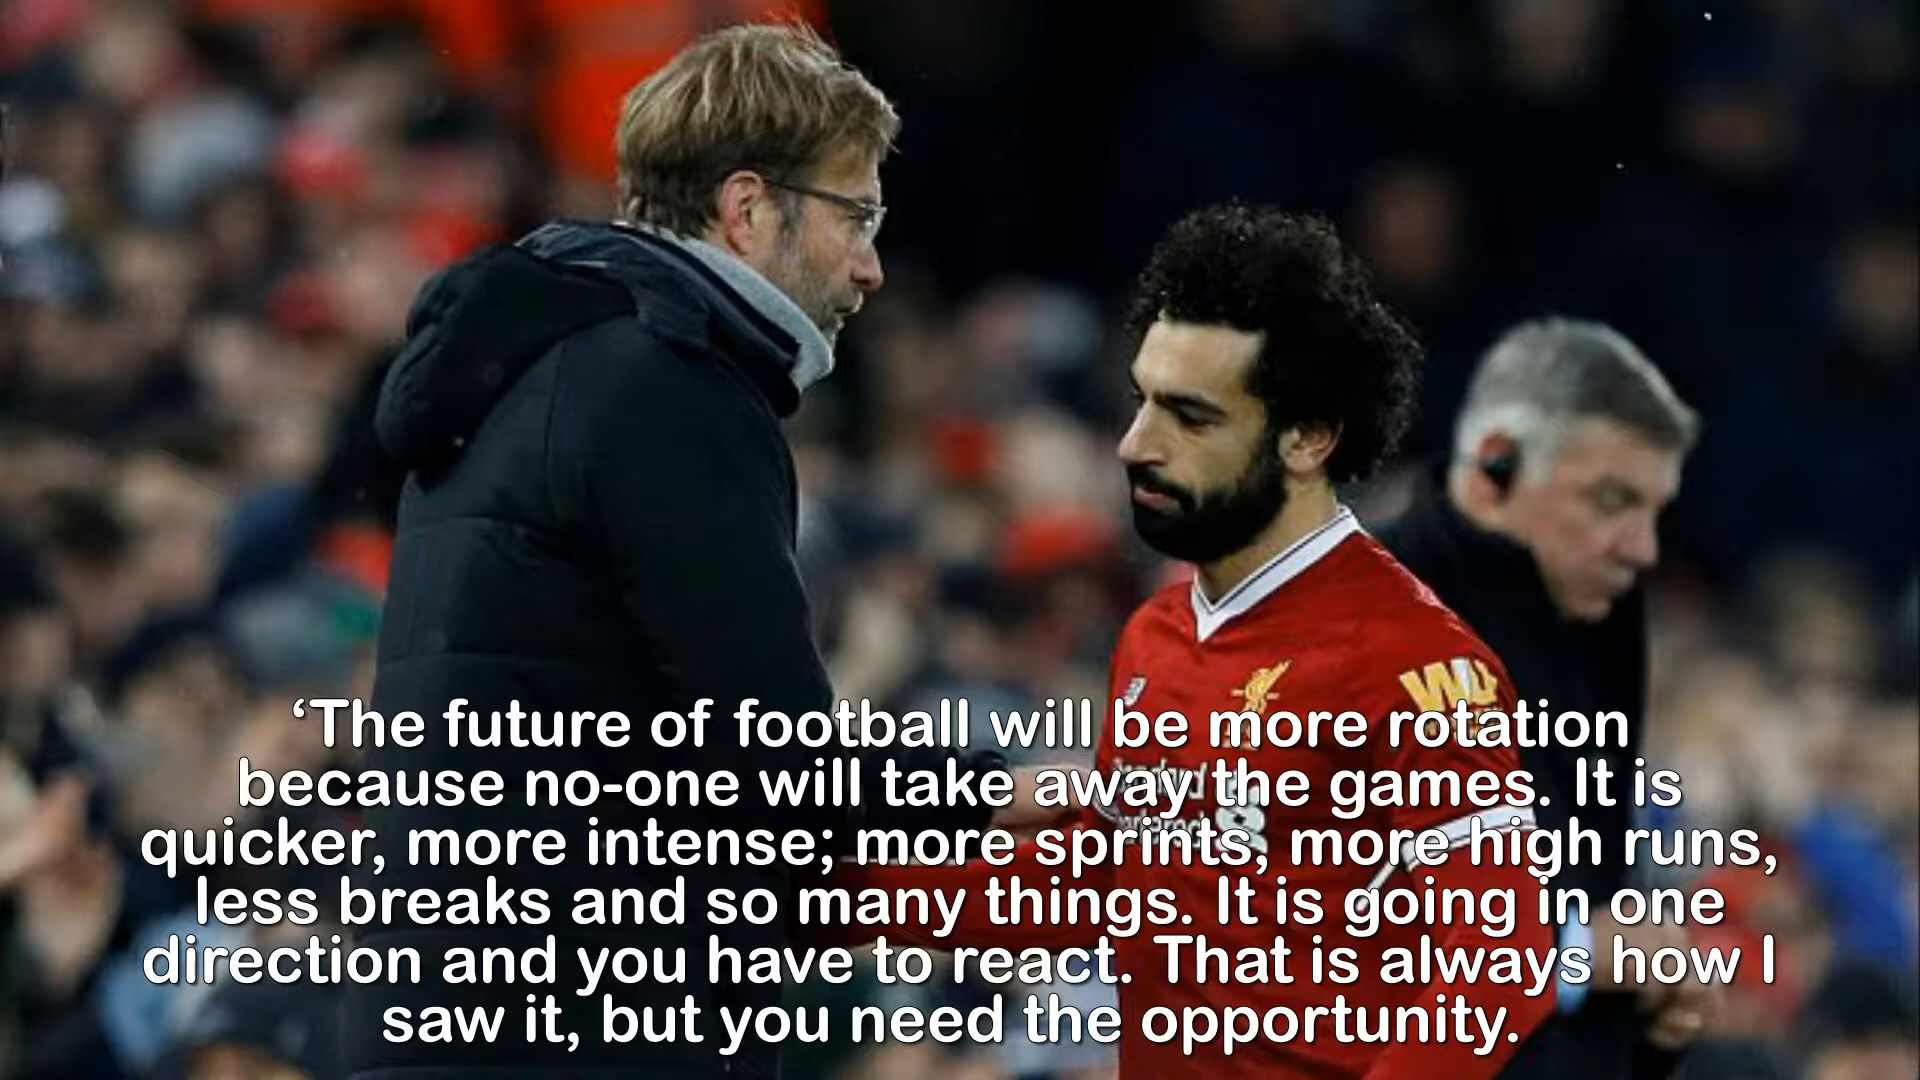 ‘The future of football will be more rotation
because no-one will take away the games. It is
quicker, more intense; more sprints, more high runs,
less breaks and so many things. It is going in one
direction and you have to react. That is always how I
saw it, but you need the opportunity.
WU